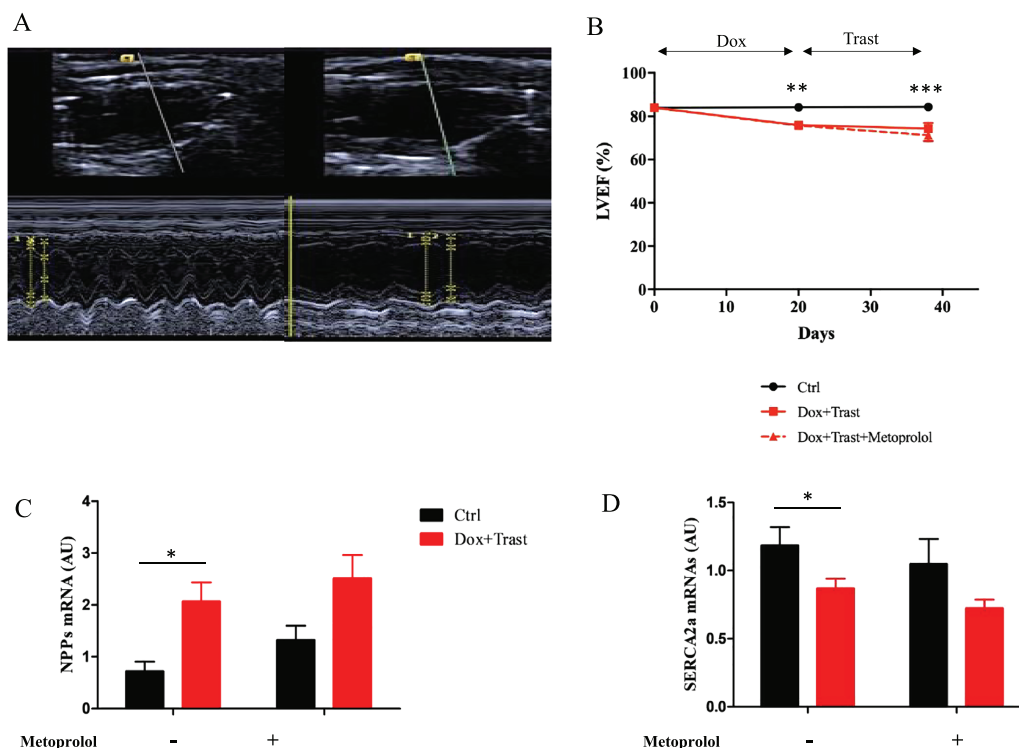 A
B
Dox
Trast
100
80
60
40
20
0
LVEF (%)
**
***
0
10
20
30
40
Days
Ctrl
Dox+Trast
Dox+Trast+Metoprolol
C
4
3
2
1
0
NPPs mRNA (AU)
*
Ctrl
Dox+Trast
Metoprolol - +
D
1.5
1.0
0.5
0.0
SERCA2a mRNAs (AU)
*
Metoprolol - +